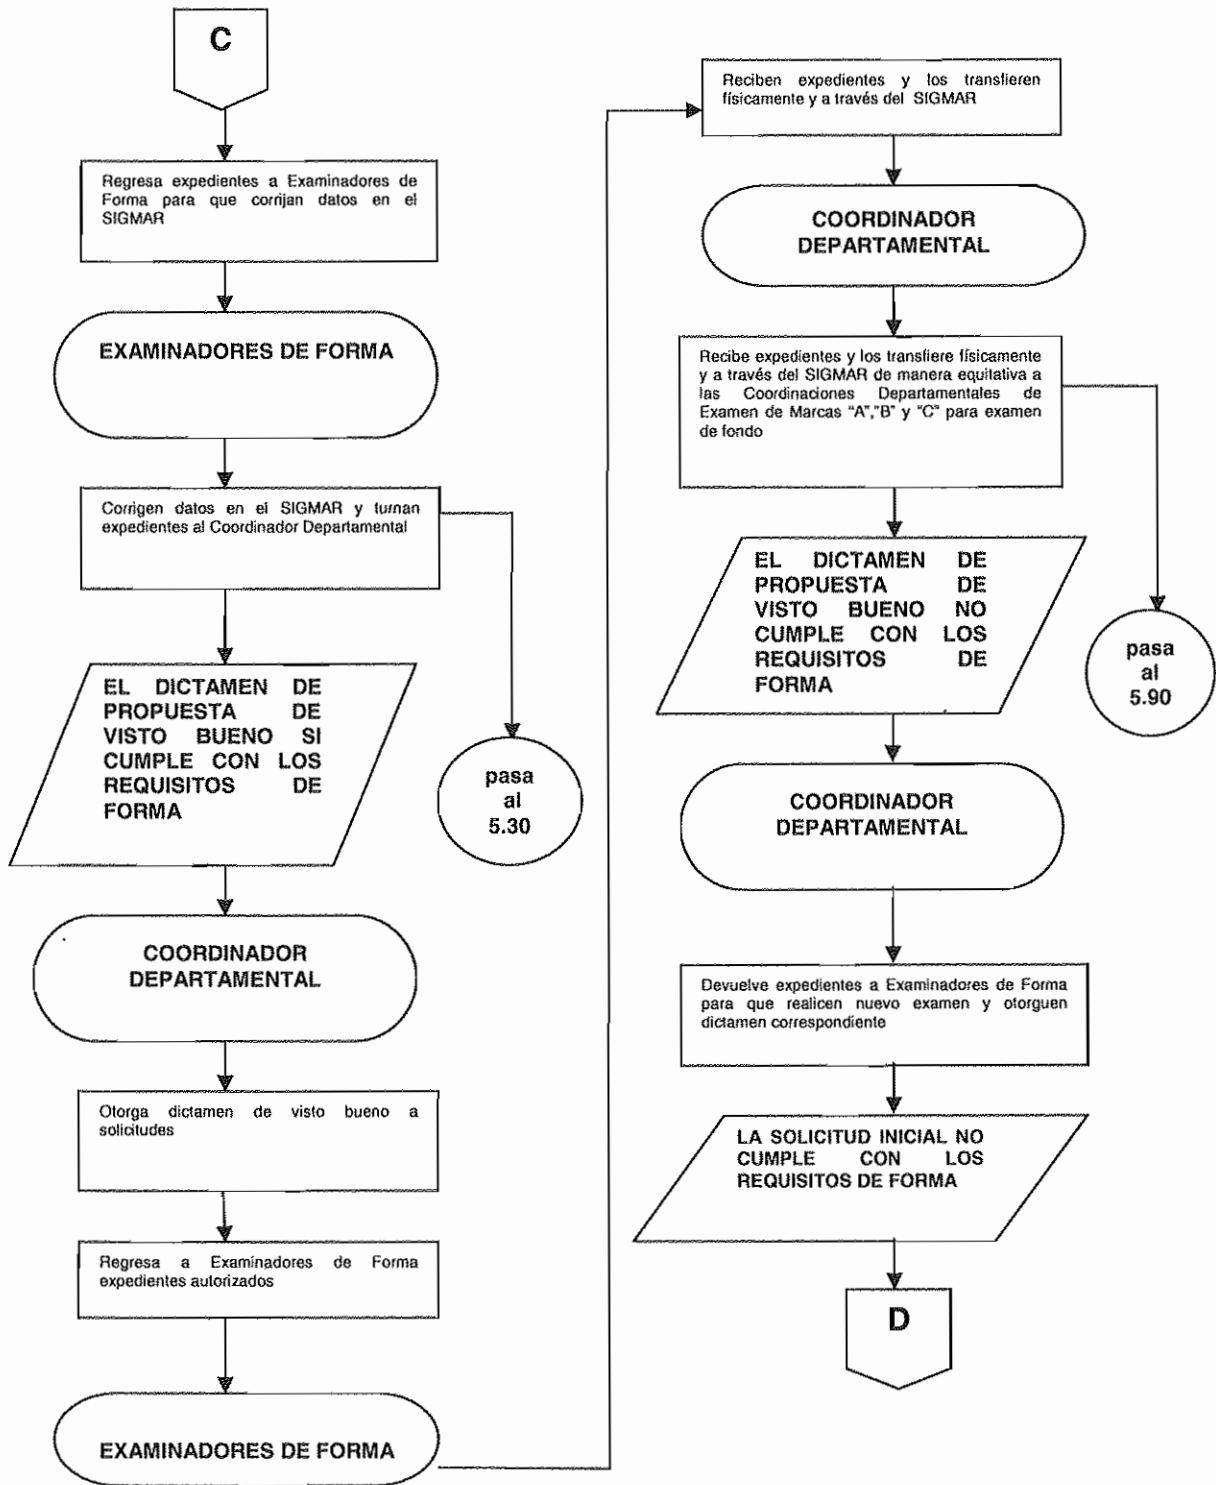 C
Regresa expedientes a Examinadores de
Forma para que corrijan datos en el
SIGMAR
EXAMINADORES DE FORMA
Corrigen datos en el SIGMAR y turnan
expedientes al Coordinador Departamental
EL DICTAMEN DE
PROPUESTA DE
VISTO BUENO SI
CUMPLE CON LOS
REQUISITOS DE
FORMA
pasa
al
5.30
COORDINADOR
DEPARTAMENTAL
Otorga dictamen de visto bueno a
solicitudes
Regresa a Examinadores de Forma
expedientes autorizados
EXAMINADORES DE FORMA
Reciben expedientes y los transfieren
físicamente y a través del SIGMAR
COORDINADOR
DEPARTAMENTAL
Recibe expedientes y los transfiere físicamente
y a través del SIGMAR de manera equitativa a
las Coordinaciones Departamentales de
Examen de Marcas "A","B" y "C" para examen
de fondo
EL DICTAMEN DE
PROPUESTA DE
VISTO BUENO NO
CUMPLE CON LOS
REQUISITOS DE
FORMA
pasa
al
5.90
COORDINADOR
DEPARTAMENTAL
Devuelve expedientes a Examinadores de Forma
para que realicen nuevo examen y otorguen
dictamen correspondiente
LA SOLICITUD INICIAL NO
CUMPLE CON LOS
REQUISITOS DE FORMA
D